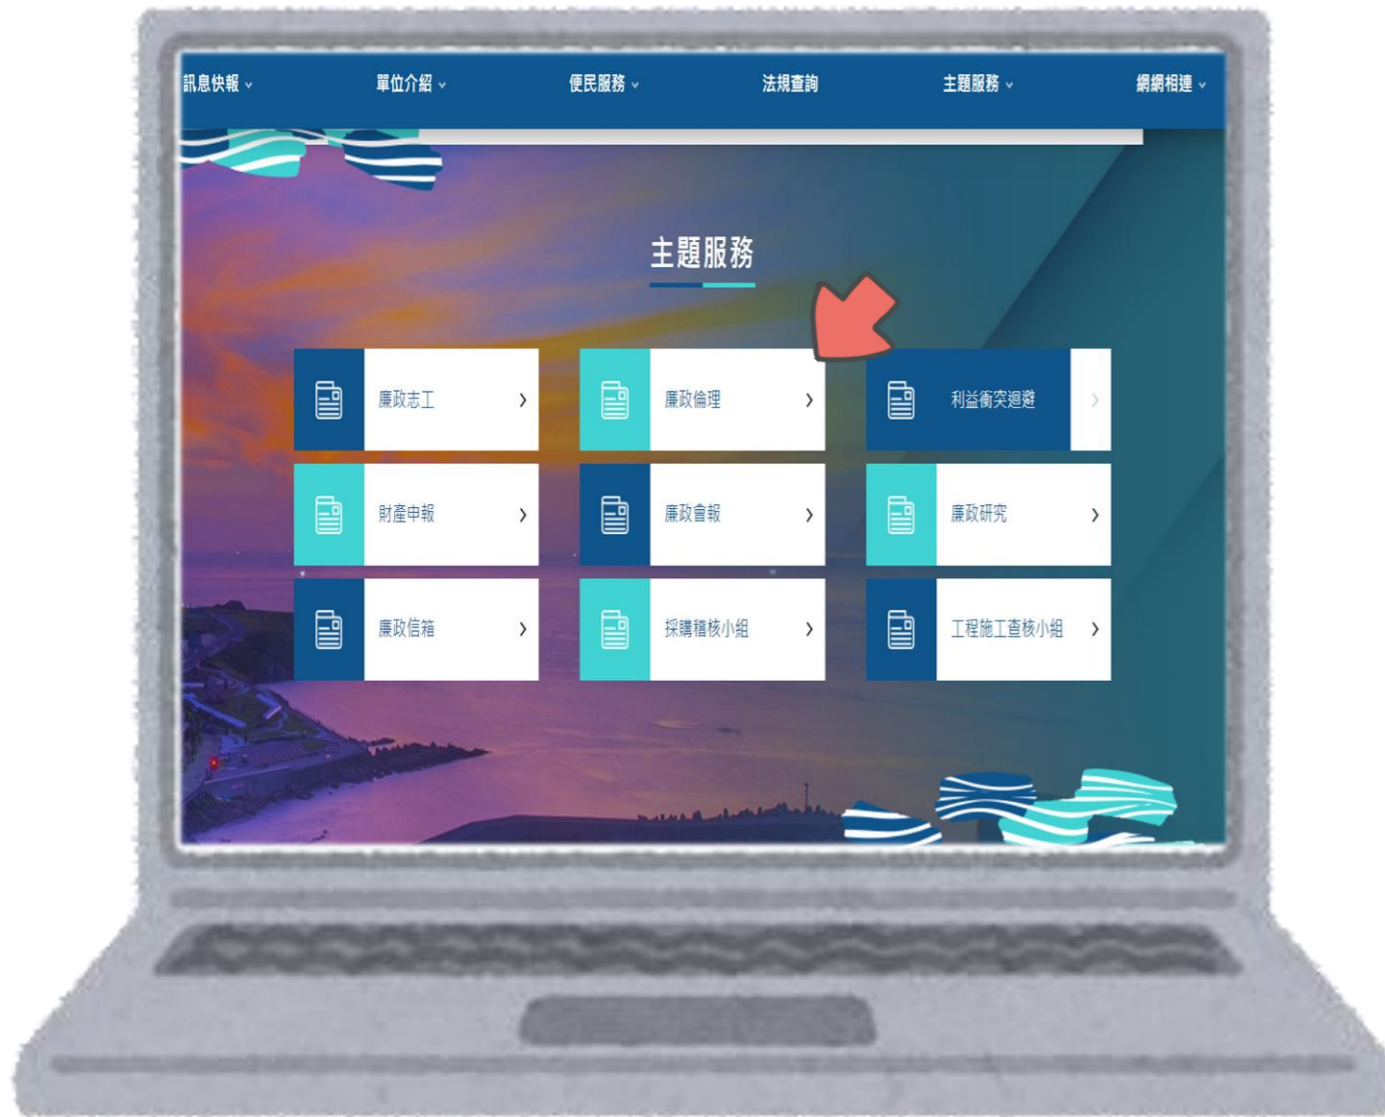 訊息快報 單位介紹 便民服務 法規查詢 主題服務 網網相連
主題服務
廉政志工 廉政倫理 利益衝突迴避
財產申報 廉政會報 廉政研究
廉政信箱 採購稽核小組 工程施工查核小組